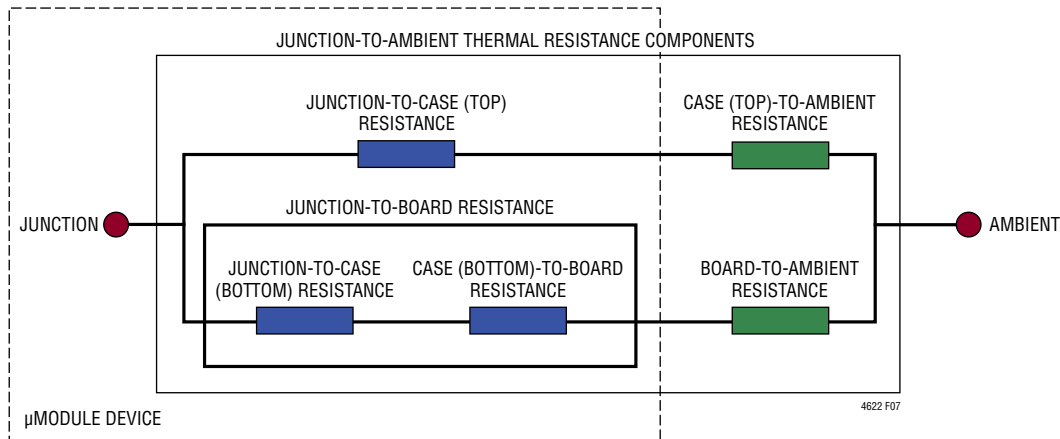 JUNCTION-TO-AMBIENT THERMAL RESISTANCE COMPONENTS
JUNCTION-TO-CASE (TOP)
RESISTANCE
CASE (TOP)-TO-AMBIENT
RESISTANCE
JUNCTION
JUNCTION-TO-BOARD RESISTANCE
AMBIENT
JUNCTION-TO-CASE
(BOTTOM) RESISTANCE
CASE (BOTTOM)-TO-BOARD
RESISTANCE
BOARD-TO-AMBIENT
RESISTANCE
4622 F07
µMODULE DEVICE